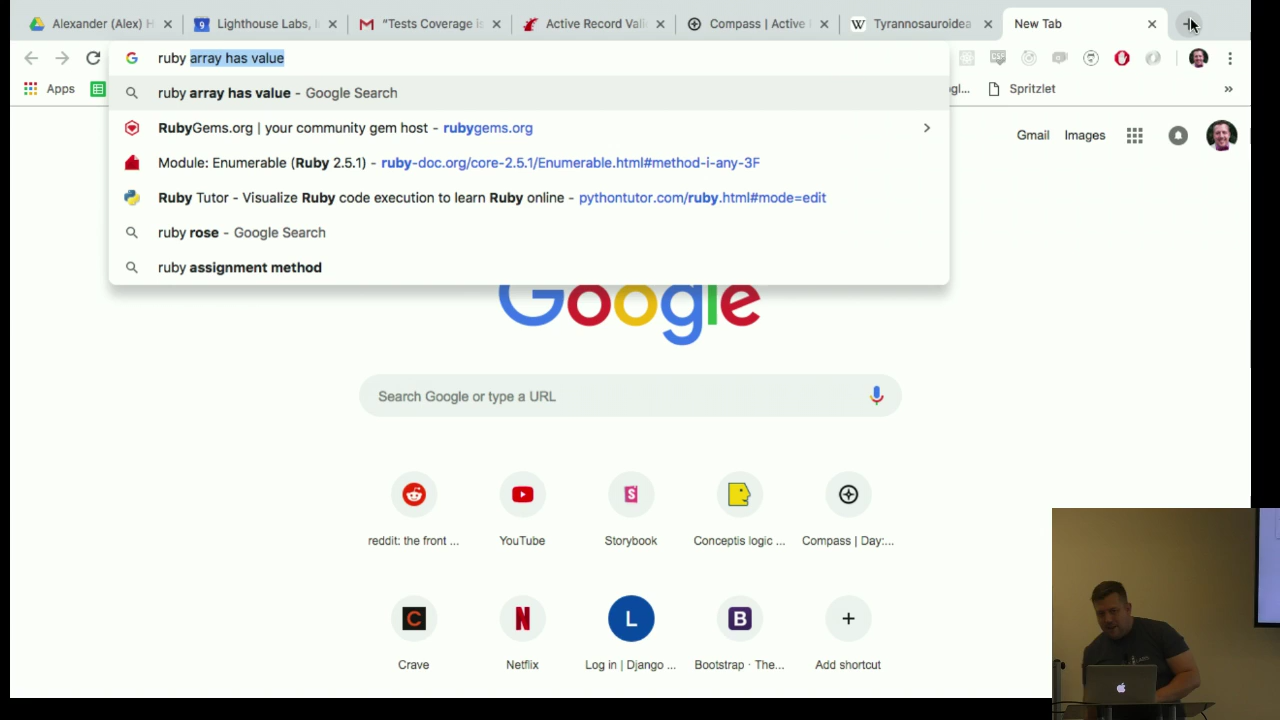 Alexander (Alex) H
Lighthouse Labs, I
"Tests Coverage is
Active Record Vali
Compass | Active
Tyrannosauroidea
New Tab
ruby array has value
Apps
gl...
Spritzlet
»
ruby array has value - Google Search
RubyGems.org | your community gem host - rubygems.org
Module: Enumerable (Ruby 2.5.1) - ruby-doc.org/core-2.5.1/Enumerable.html#method-i-any-3F
Ruby Tutor - Visualize Ruby code execution to learn Ruby online - pythontutor.com/ruby.html#mode=edit
ruby rose - Google Search
ruby assignment method
Gmail
Images
Google
Search Google or type a URL
reddit: the front ...
YouTube
Storybook
Conceptis logic ...
Compass | Day:...
Crave
Netflix
Log in | Django ...
Bootstrap · The...
Add shortcut